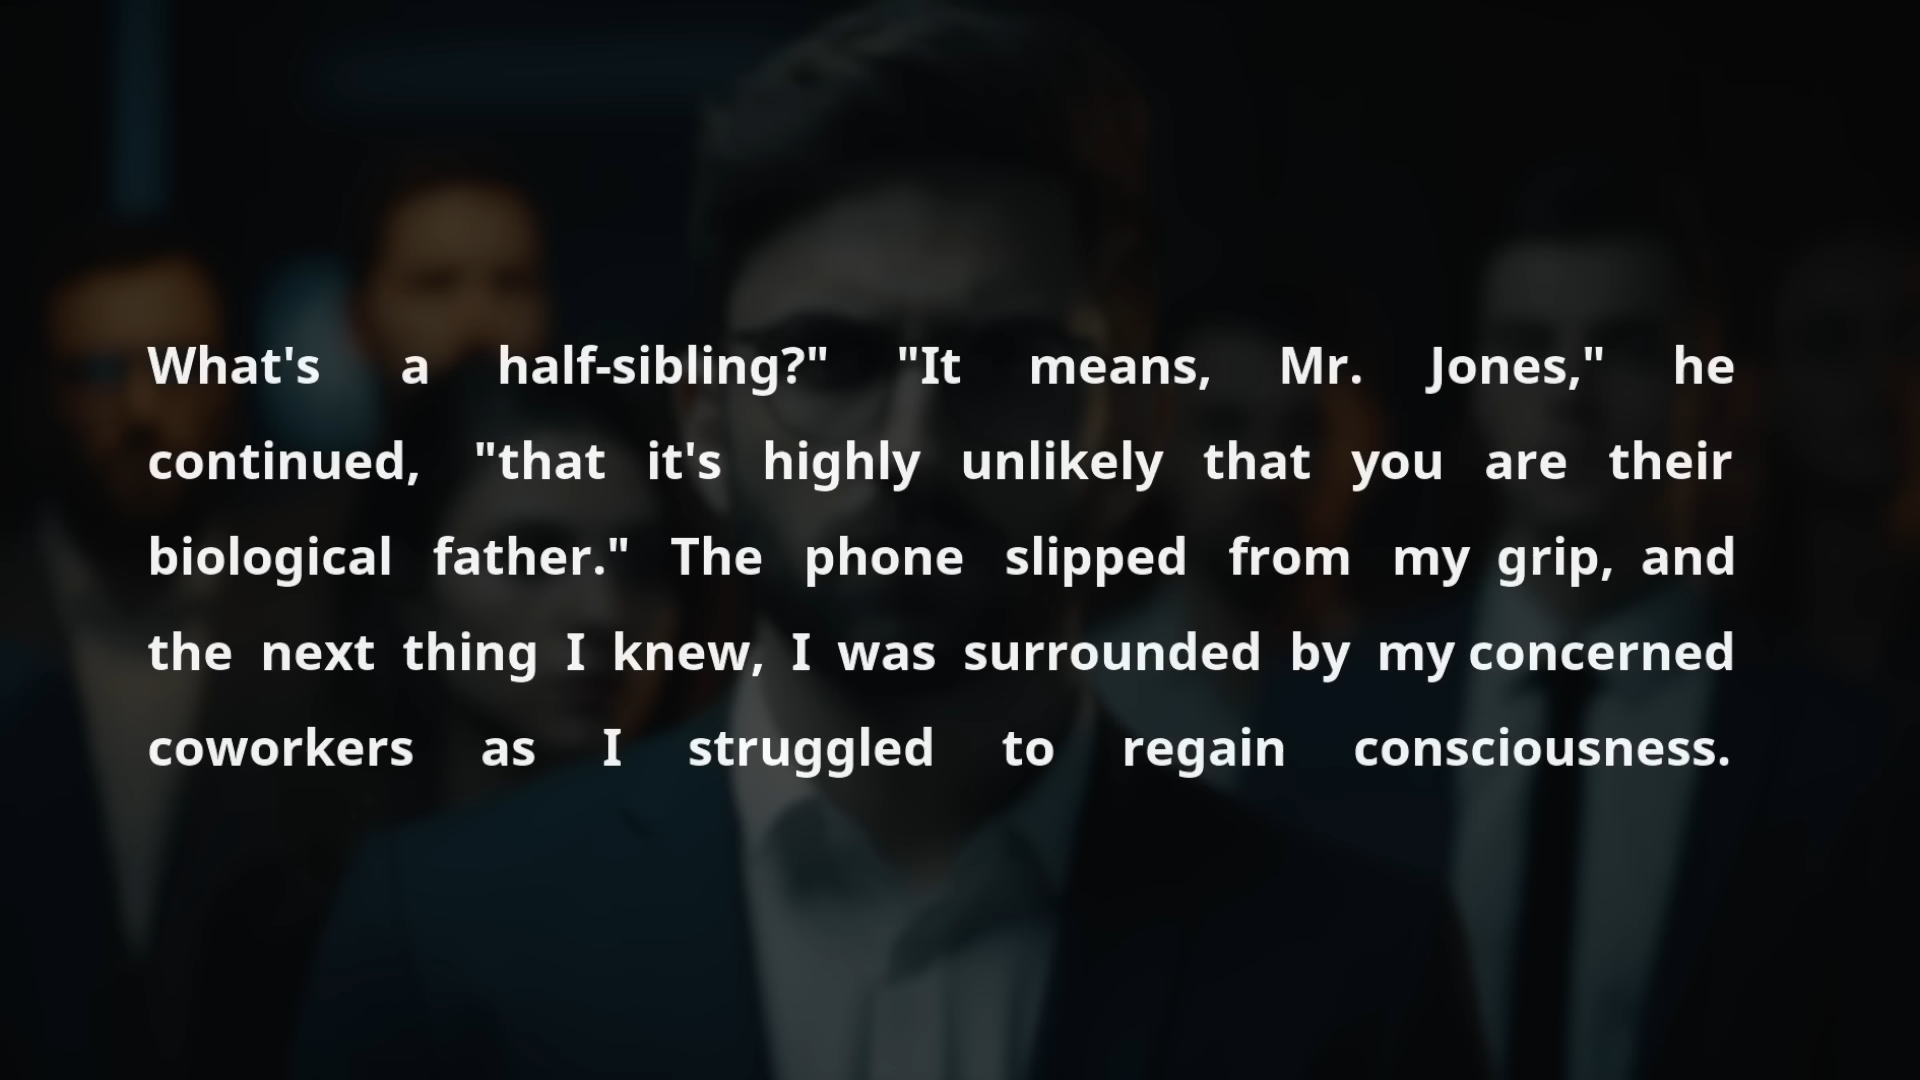 What's a half-sibling?" "It means, Mr. Jones," he
continued, "that it's highly unlikely that you are their
biological father." The phone slipped from my grip, and
the next thing I knew, I was surrounded by my concerned
coworkers as I struggled to regain consciousness.